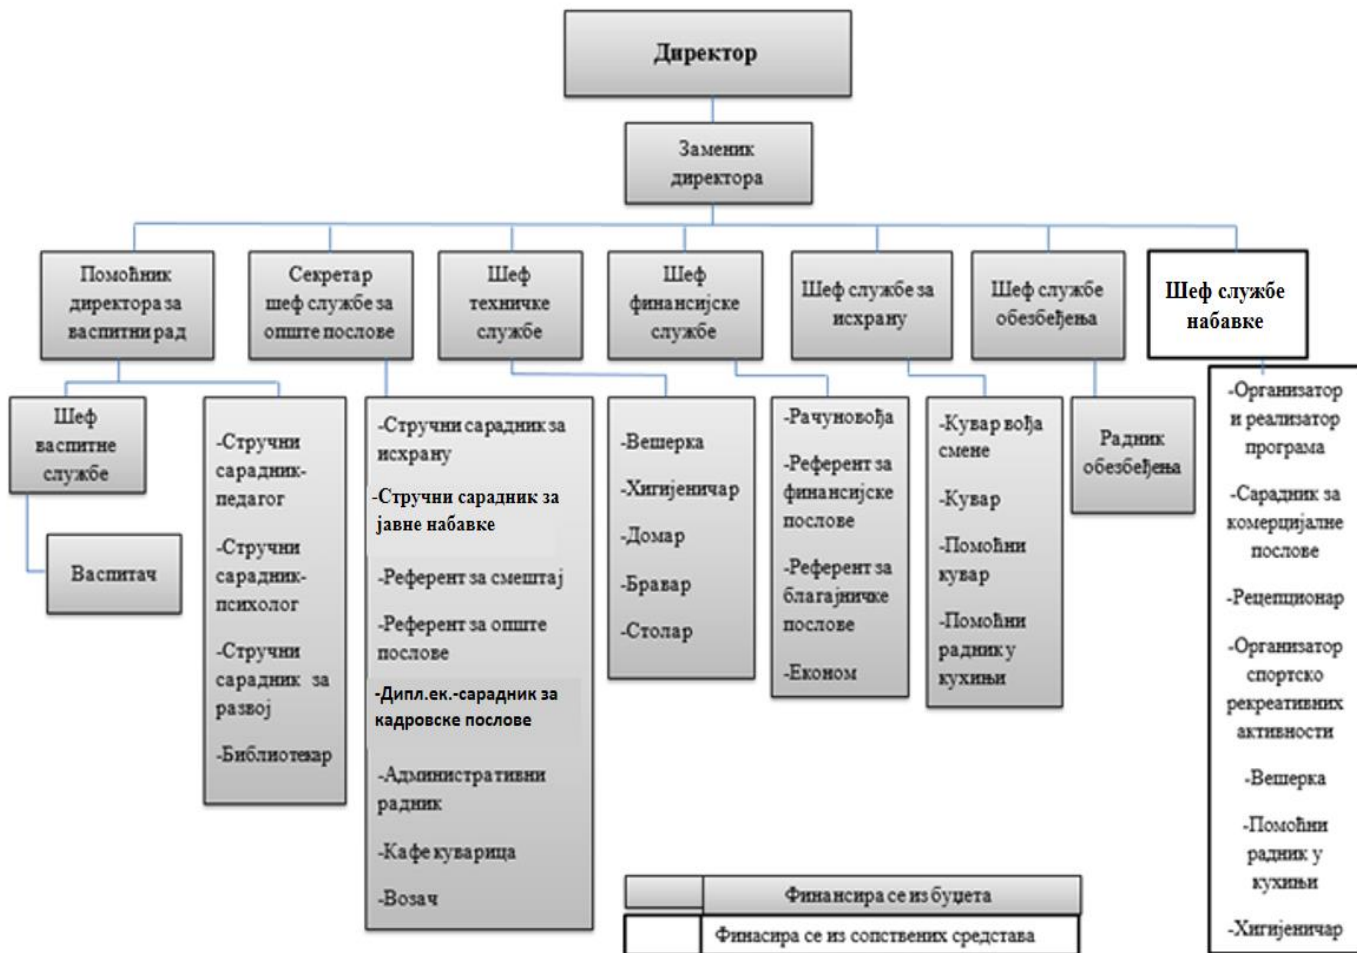 Директор
Заменик
директора
Помоћник
директора за
васпитни рад
Секретар
шеф службе за
опште послове
Шеф
техничке
службе
Шеф
финансијске
службе
Шеф службе за
исхрану
Шеф службе
обезбеђења
Шеф службе
набавке
Шеф
васпитне
службе
Васпитач
-Стручни
сарадник-
педагог
-Стручни
сарадник-
психолог
-Стручни
сарадник за
развој
-Библиотекар
-Стручни сарадник за
исхрану
-Стручни сарадник за
јавне набавке
-Референт за смештај
-Референт за опште
послове
-Дипл.ек.-сарадник за
кадровске послове
-Административни
радник
-Кафе куварица
-Возач
-Вешерка
-Хигијеничар
-Домар
-Бравар
-Столар
-Рачуновођа
-Референт за
финансијске
послове
-Референт за
благајничке
послове
-Економ
-Кувар вођа
смене
-Кувар
-Помоћни
кувар
-Помоћни
радник у
кухињи
Радник
обезбеђења
-Организатор
и реализатор
програма
-Сарадник за
комерцијалне
послове
-Рецепционар
-Организатор
спортско
рекреативних
активности
-Вешерка
-Помоћни
радник у
кухињи
-Хигијеничар
Финансира се из буџета
Финасира се из сопствених средстава